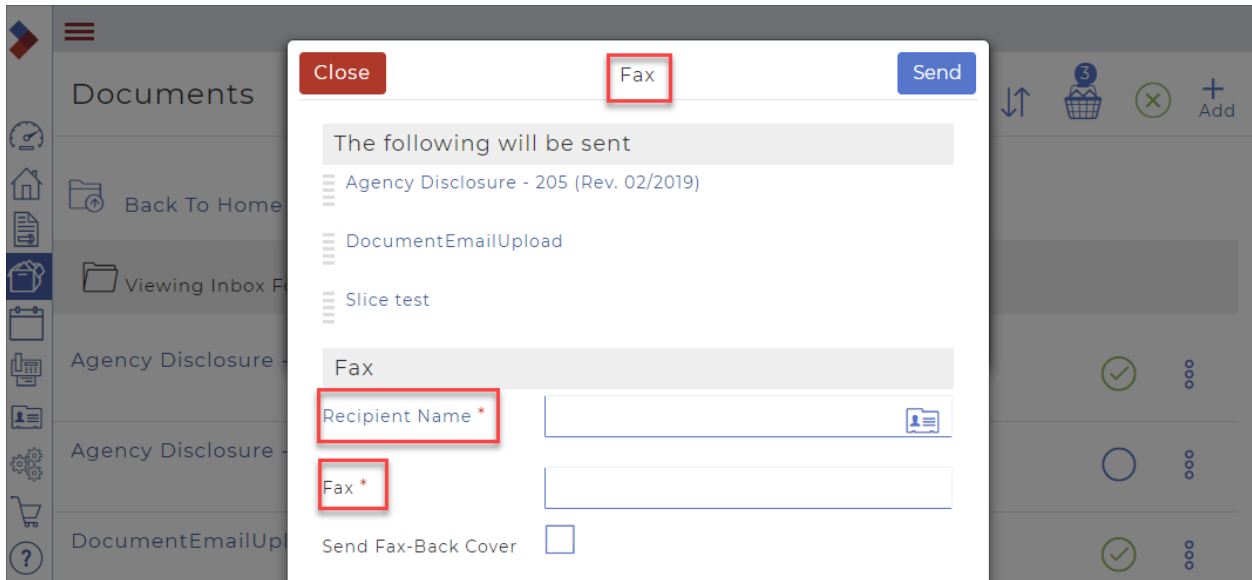 Close
Fax
Send
Documents
3
Add
The following will be sent
Agency Disclosure - 205 (Rev. 02/2019)
Back To Home
DocumentEmailUpload
Viewing Inbox Fo
Slice test
Agency Disclosure -
Fax
Recipient Name *
Agency Disclosure -
Fax *
DocumentEmailUpl
Send Fax-Back Cover
?